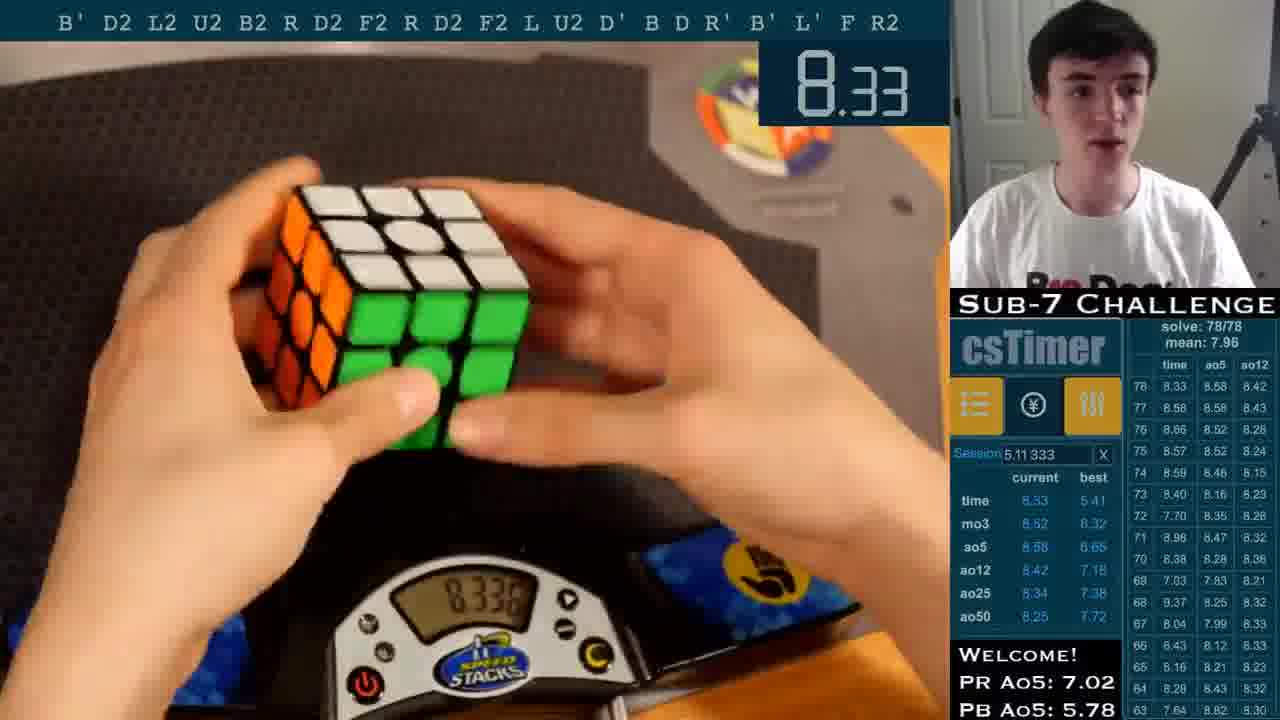 B' D2 L2 U2 B2 R D2 F2 R D2 F2 L U2 D' B D R' B' L' F R2
8.33
SUB-7 CHALLENGE
csTimer
solve: 78/78
mean: 7.96
time ao5 ao12
78 8.33 8.58 8.42
77 8.58 8.58 8.43
76 8.66 8.52 8.28
75 8.57 8.52 8.24
74 8.59 8.46 8.15
73 8.40 8.16 8.23
72 7.70 8.35 8.28
71 8.98 8.47 8.32
70 8.38 8.28 8.36
69 7.03 7.83 8.21
68 9.37 8.25 8.32
67 8.04 7.99 8.33
66 8.43 8.12 8.33
65 8.16 8.21 8.23
64 8.28 8.43 8.32
63 7.64 8.82 8.30
Session 5.11 333 X
current best
time 8.33 5.41
mo3 8.52 8.32
ao5 8.58 6.65
ao12 8.42 7.18
ao25 8.34 7.38
ao50 8.25 7.72
WELCOME!
PR AO5: 7.02
PB AO5: 5.78
8.336
SPEED
STACKS